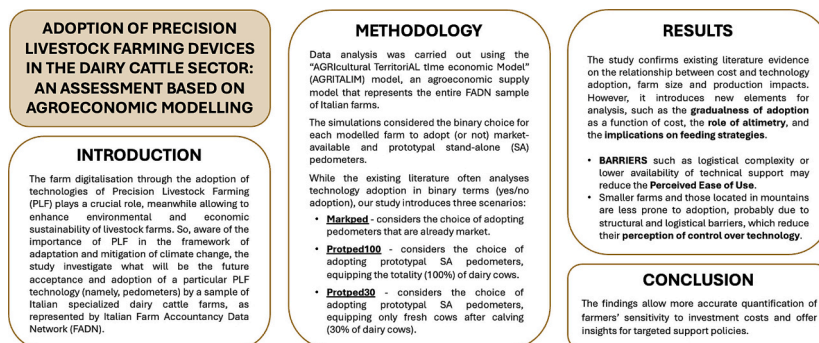 ADOPTION OF PRECISION
LIVESTOCK FARMING DEVICES
IN THE DAIRY CATTLE SECTOR:
AN ASSESSMENT BASED ON
AGROECONOMIC MODELLING
INTRODUCTION
The farm digitalisation through the adoption of
technologies of Precision Livestock Farming
(PLF) plays a crucial role, meanwhile allowing to
enhance environmental and economic
sustainability of livestock farms. So, aware of the
importance of PLF in the framework of
adaptation and mitigation of climate change, the
study investigate what will be the future
acceptance and adoption of a particular PLF
technology (namely, pedometers) by a sample of
Italian specialized dairy cattle farms, as
represented by Italian Farm Accountancy Data
Network (FADN).
METHODOLOGY
Data analysis was carried out using the
“AGRIcultural TerritoriAL tIme economic Model”
(AGRITALIM) model, an agroeconomic supply
model that represents the entire FADN sample
of Italian farms.
The simulations considered the binary choice for
each modelled farm to adopt (or not) market-
available and prototypal stand-alone (SA)
pedometers.
While the existing literature often analyses
technology adoption in binary terms (yes/no
adoption), our study introduces three scenarios:
• Markped - considers the choice of adopting
pedometers that are already market.
• Protped100 - considers the choice of
adopting prototypal SA pedometers,
equipping the totality (100%) of dairy cows.
• Protped30 - considers the choice of
adopting prototypal SA pedometers,
equipping only fresh cows after calving
(30% of dairy cows).
RESULTS
The study confirms existing literature evidence
on the relationship between cost and technology
adoption, farm size and production impacts.
However, it introduces new elements for
analysis, such as the gradualness of adoption
as a function of cost, the role of altimetry, and
the implications on feeding strategies.
• BARRIERS such as logistical complexity or
lower availability of technical support may
reduce the Perceived Ease of Use.
• Smaller farms and those located in mountains
are less prone to adoption, probably due to
structural and logistical barriers, which reduce
their perception of control over technology.
CONCLUSION
The findings allow more accurate quantification of
farmers’ sensitivity to investment costs and offer
insights for targeted support policies.